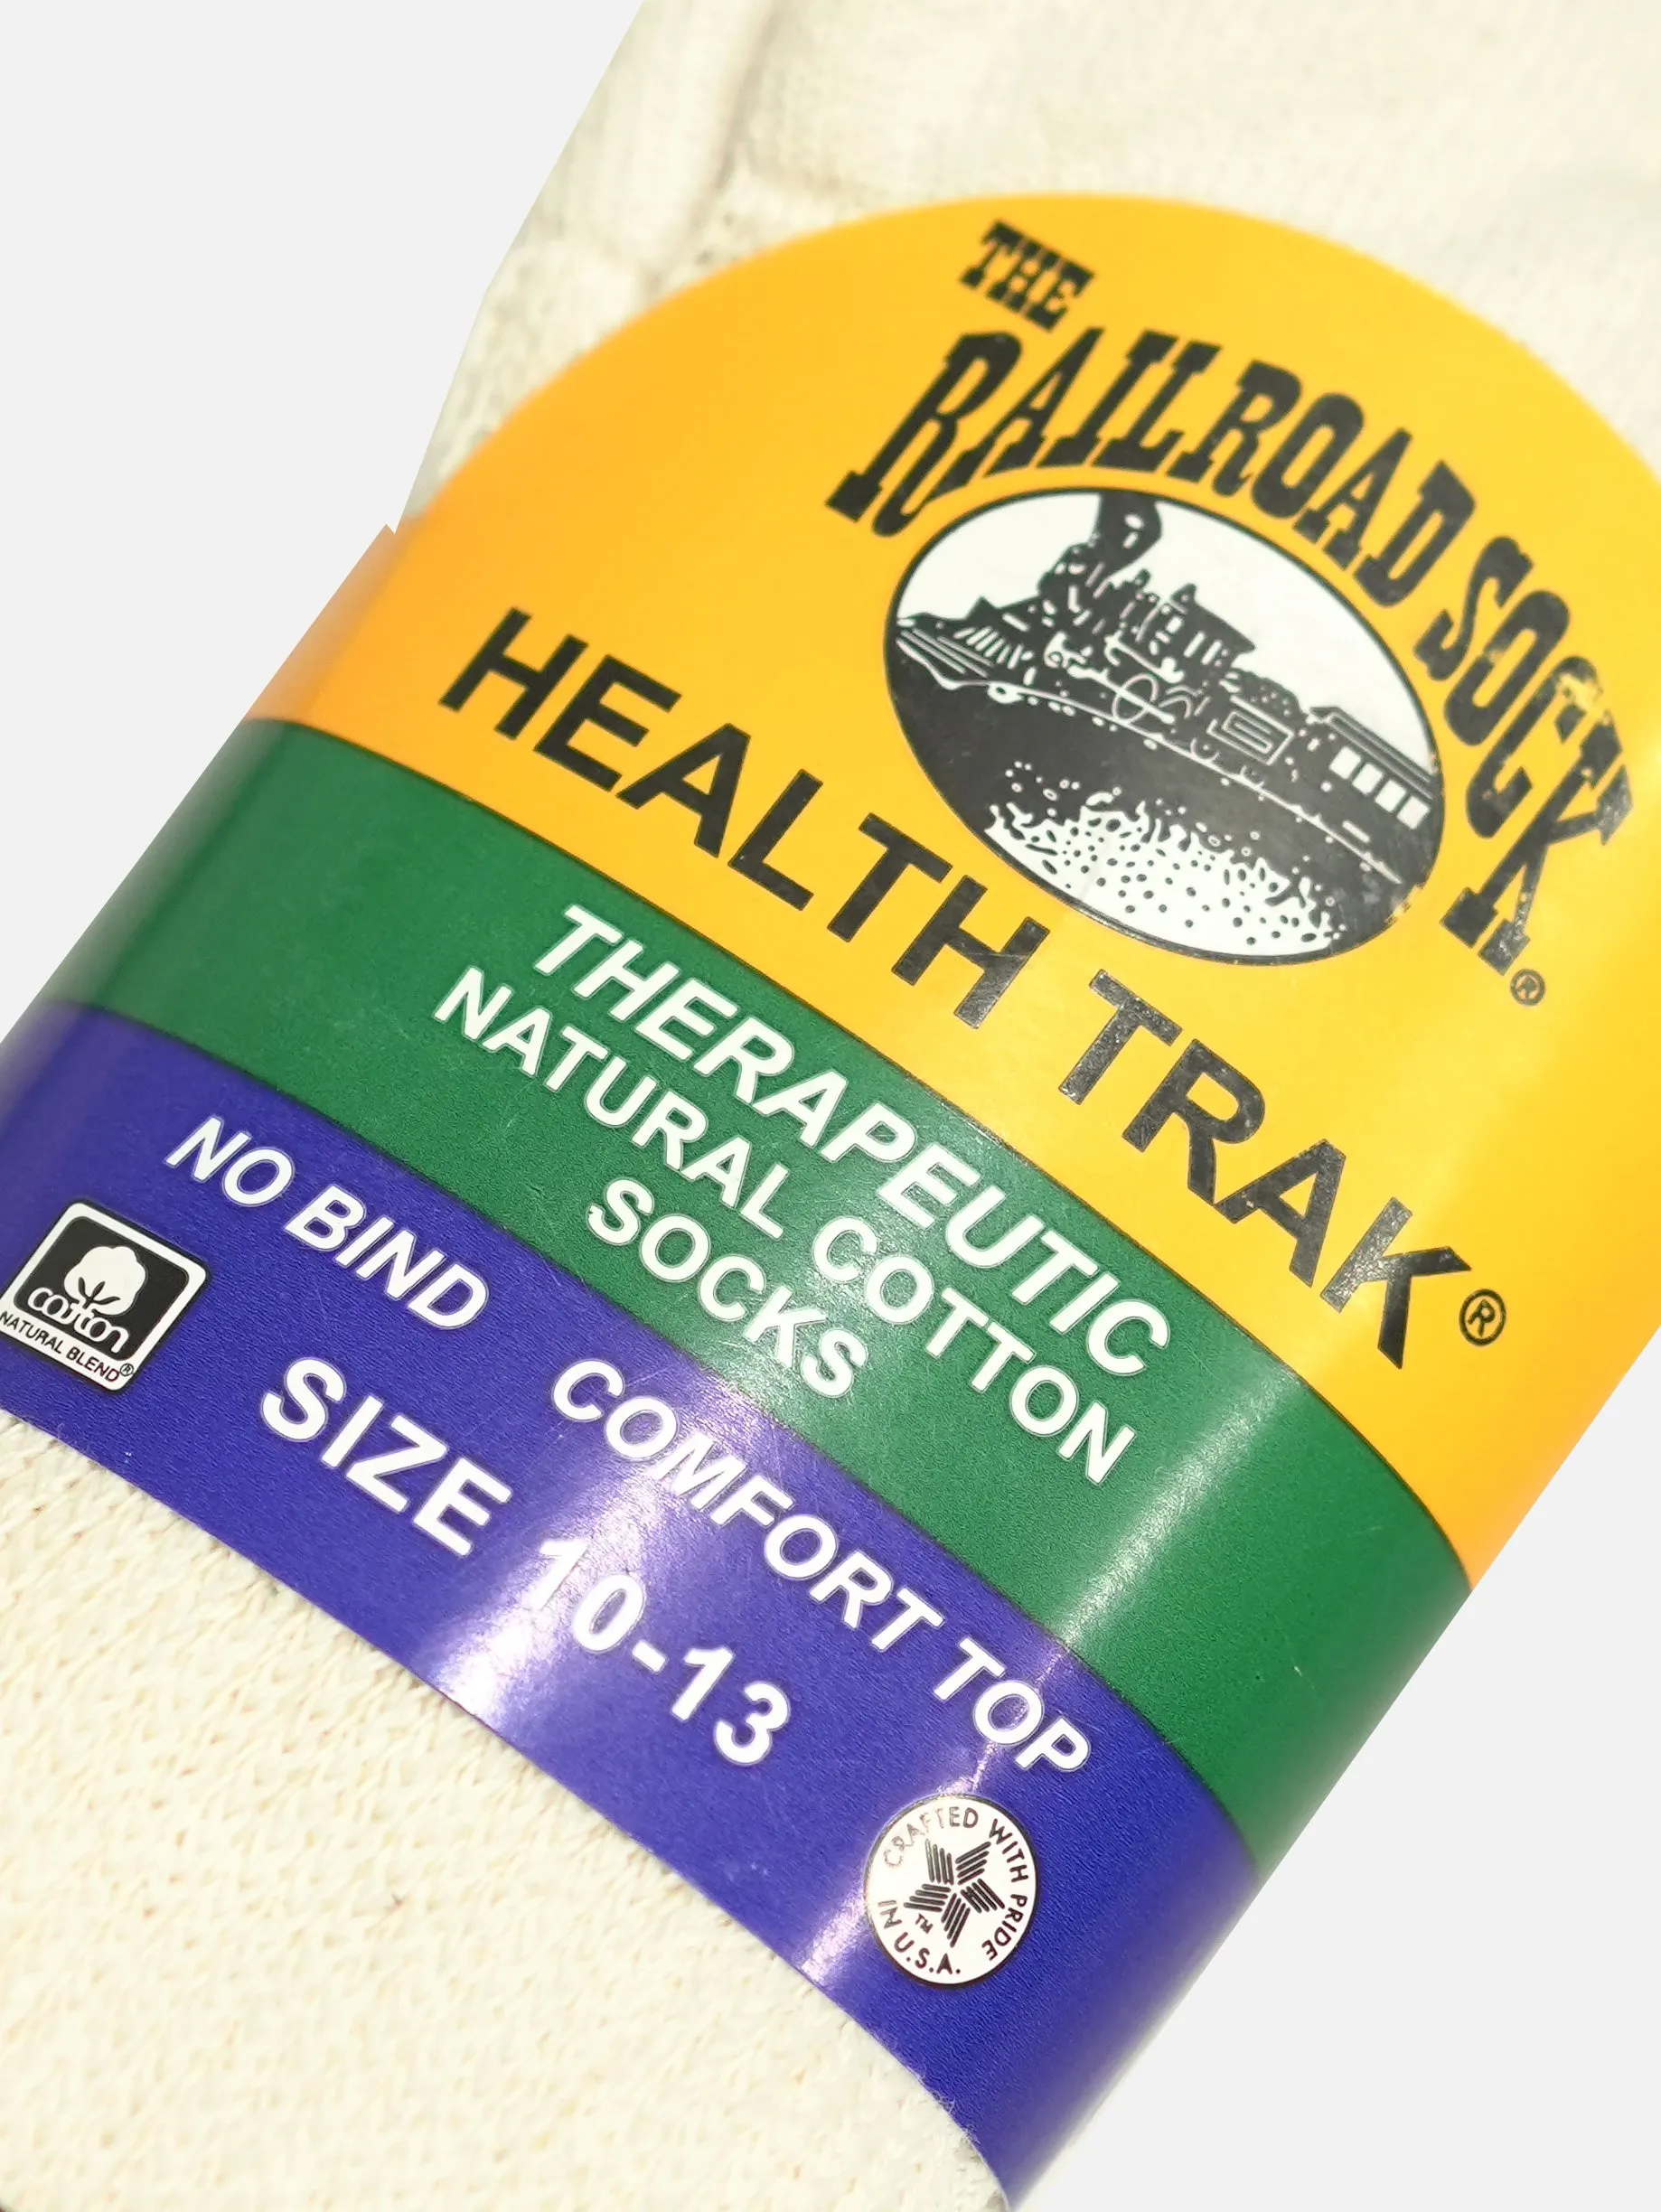 THE
RAILROAD SOCK®
HEALTH TRAK®
THERAPEUTIC
NATURAL COTTON
SOCKS
NO BIND COMFORT TOP
SIZE 10-13
cotton
NATURAL BLEND®
CRAFTED WITH PRIDE
IN U.S.A.
TM